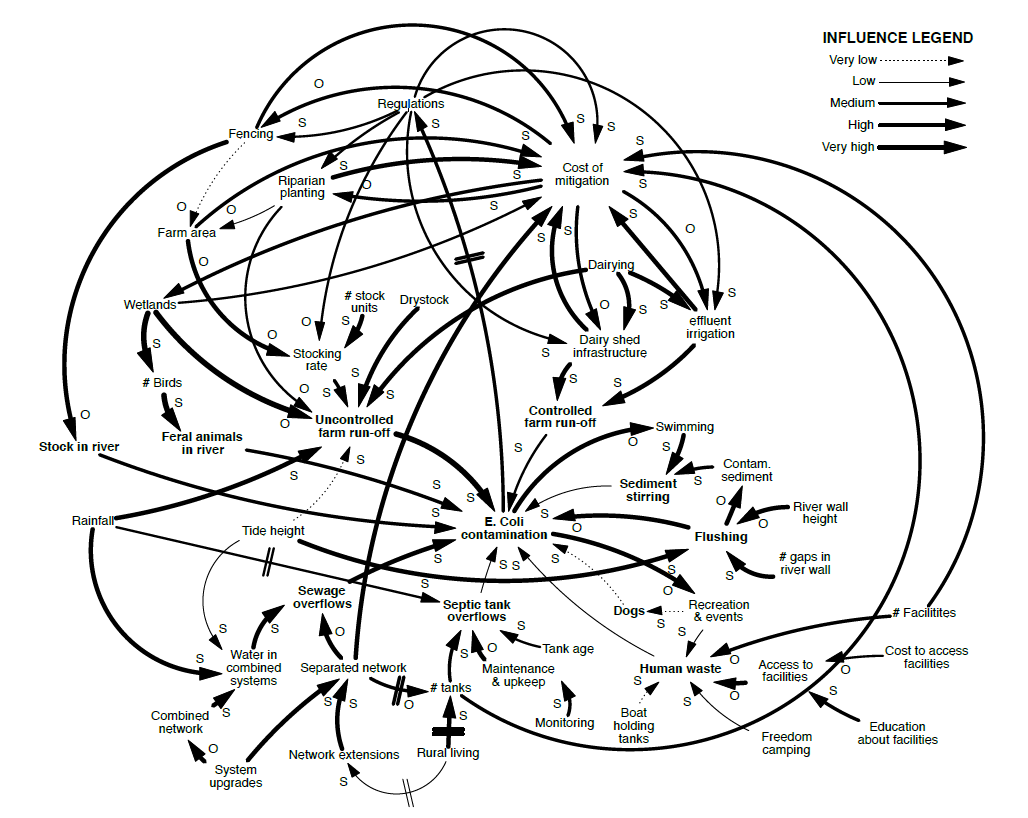 INFLUENCE LEGEND
Very low
Low
Medium
High
Very high
O
Regulations
S
S
S
S
S
Fencing
O
S
S
Cost of
mitigation
Riparian
planting
S
S
O
S
S
O
O
Farm area
S
O
S
S
O
Dairying
Wetlands
# stock
units
Drystock
S
S
O
S
S
S
effluent
irrigation
O
S
Stocking
rate
S
Dairy shed
infrastructure
S
# Birds
S
S
S
S
O
S
O
S
Controlled
farm run-off
O
Uncontrolled
farm run-off
Stock in river
Feral animals
in river
Swimming
O
S
S
S
S
Contam.
sediment
S
Sediment
stirring
S
S
S
S
O
River wall
height
Rainfall
E. Coli
contamination
S
O
O
Tide height
Flushing
S
S
S
S
S
# gaps in
river wall
S
S
O
Sewage
overflows
Septic tank
overflows
Dogs
S
Recreation
& events
# Facilitites
S
S
O
S
S
Tank age
S
O
Cost to access
facilities
S
Water in
combined
systems
Separated network
Maintenance
& upkeep
Human waste
O
Access to
facilities
O
# tanks
S
O
S
S
S
O
S
S
S
Combined
network
S
Monitoring
Boat
holding
tanks
Freedom
camping
Education
about facilities
O
Network extensions
Rural living
System
upgrades
S